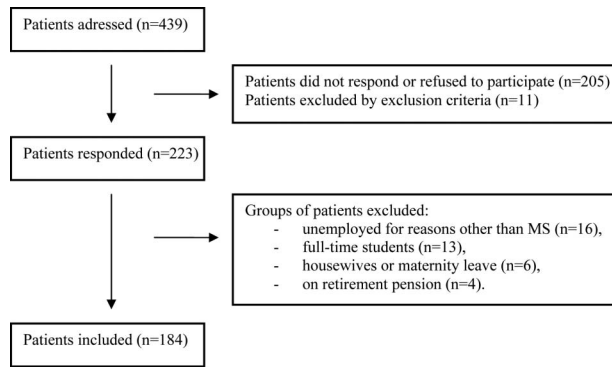 Patients adressed (n=439)
Patients did not respond or refused to participate (n=205)
Patients excluded by exclusion criteria (n=11)
Patients responded (n=223)
Groups of patients excluded:
- unemployed for reasons other than MS (n=16),
- full-time students (n=13),
- housewives or maternity leave (n=6),
- on retirement pension (n=4).
Patients included (n=184)